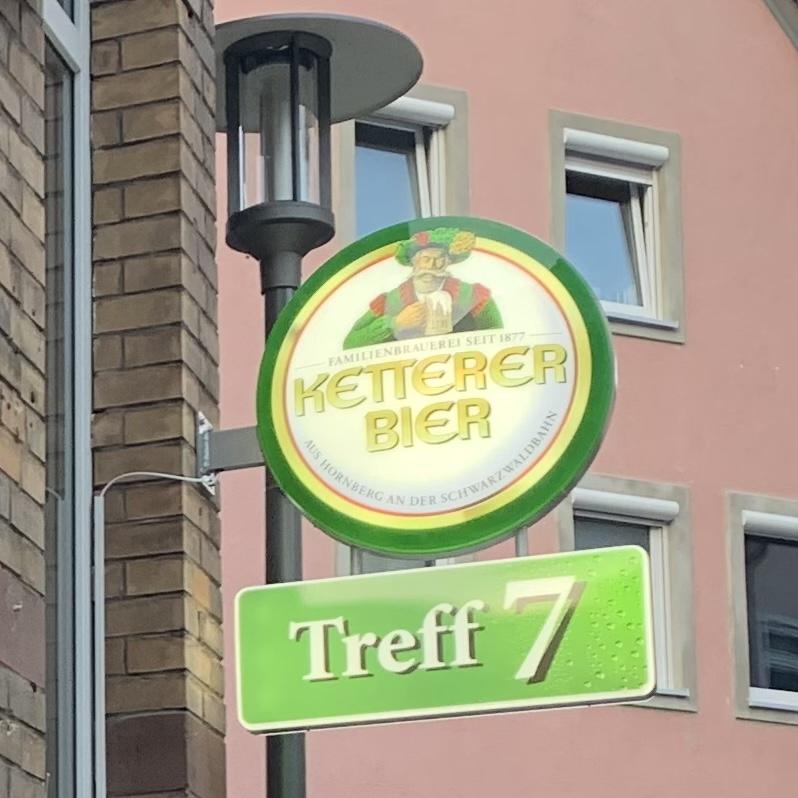 FAMILIENBRAUEREI SEIT 1877
KETTERER
BIER
AUS HORNBERG AN DER SCHWARZWALDBAHN
Treff 7